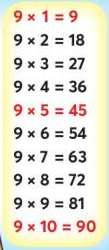 9 × 1 = 9
9 × 2 = 18
9 × 3 = 27
9 × 4 = 36
9 × 5 = 45
9 × 6 = 54
9 × 7 = 63
9 × 8 = 72
9 × 9 = 81
9 × 10 = 90